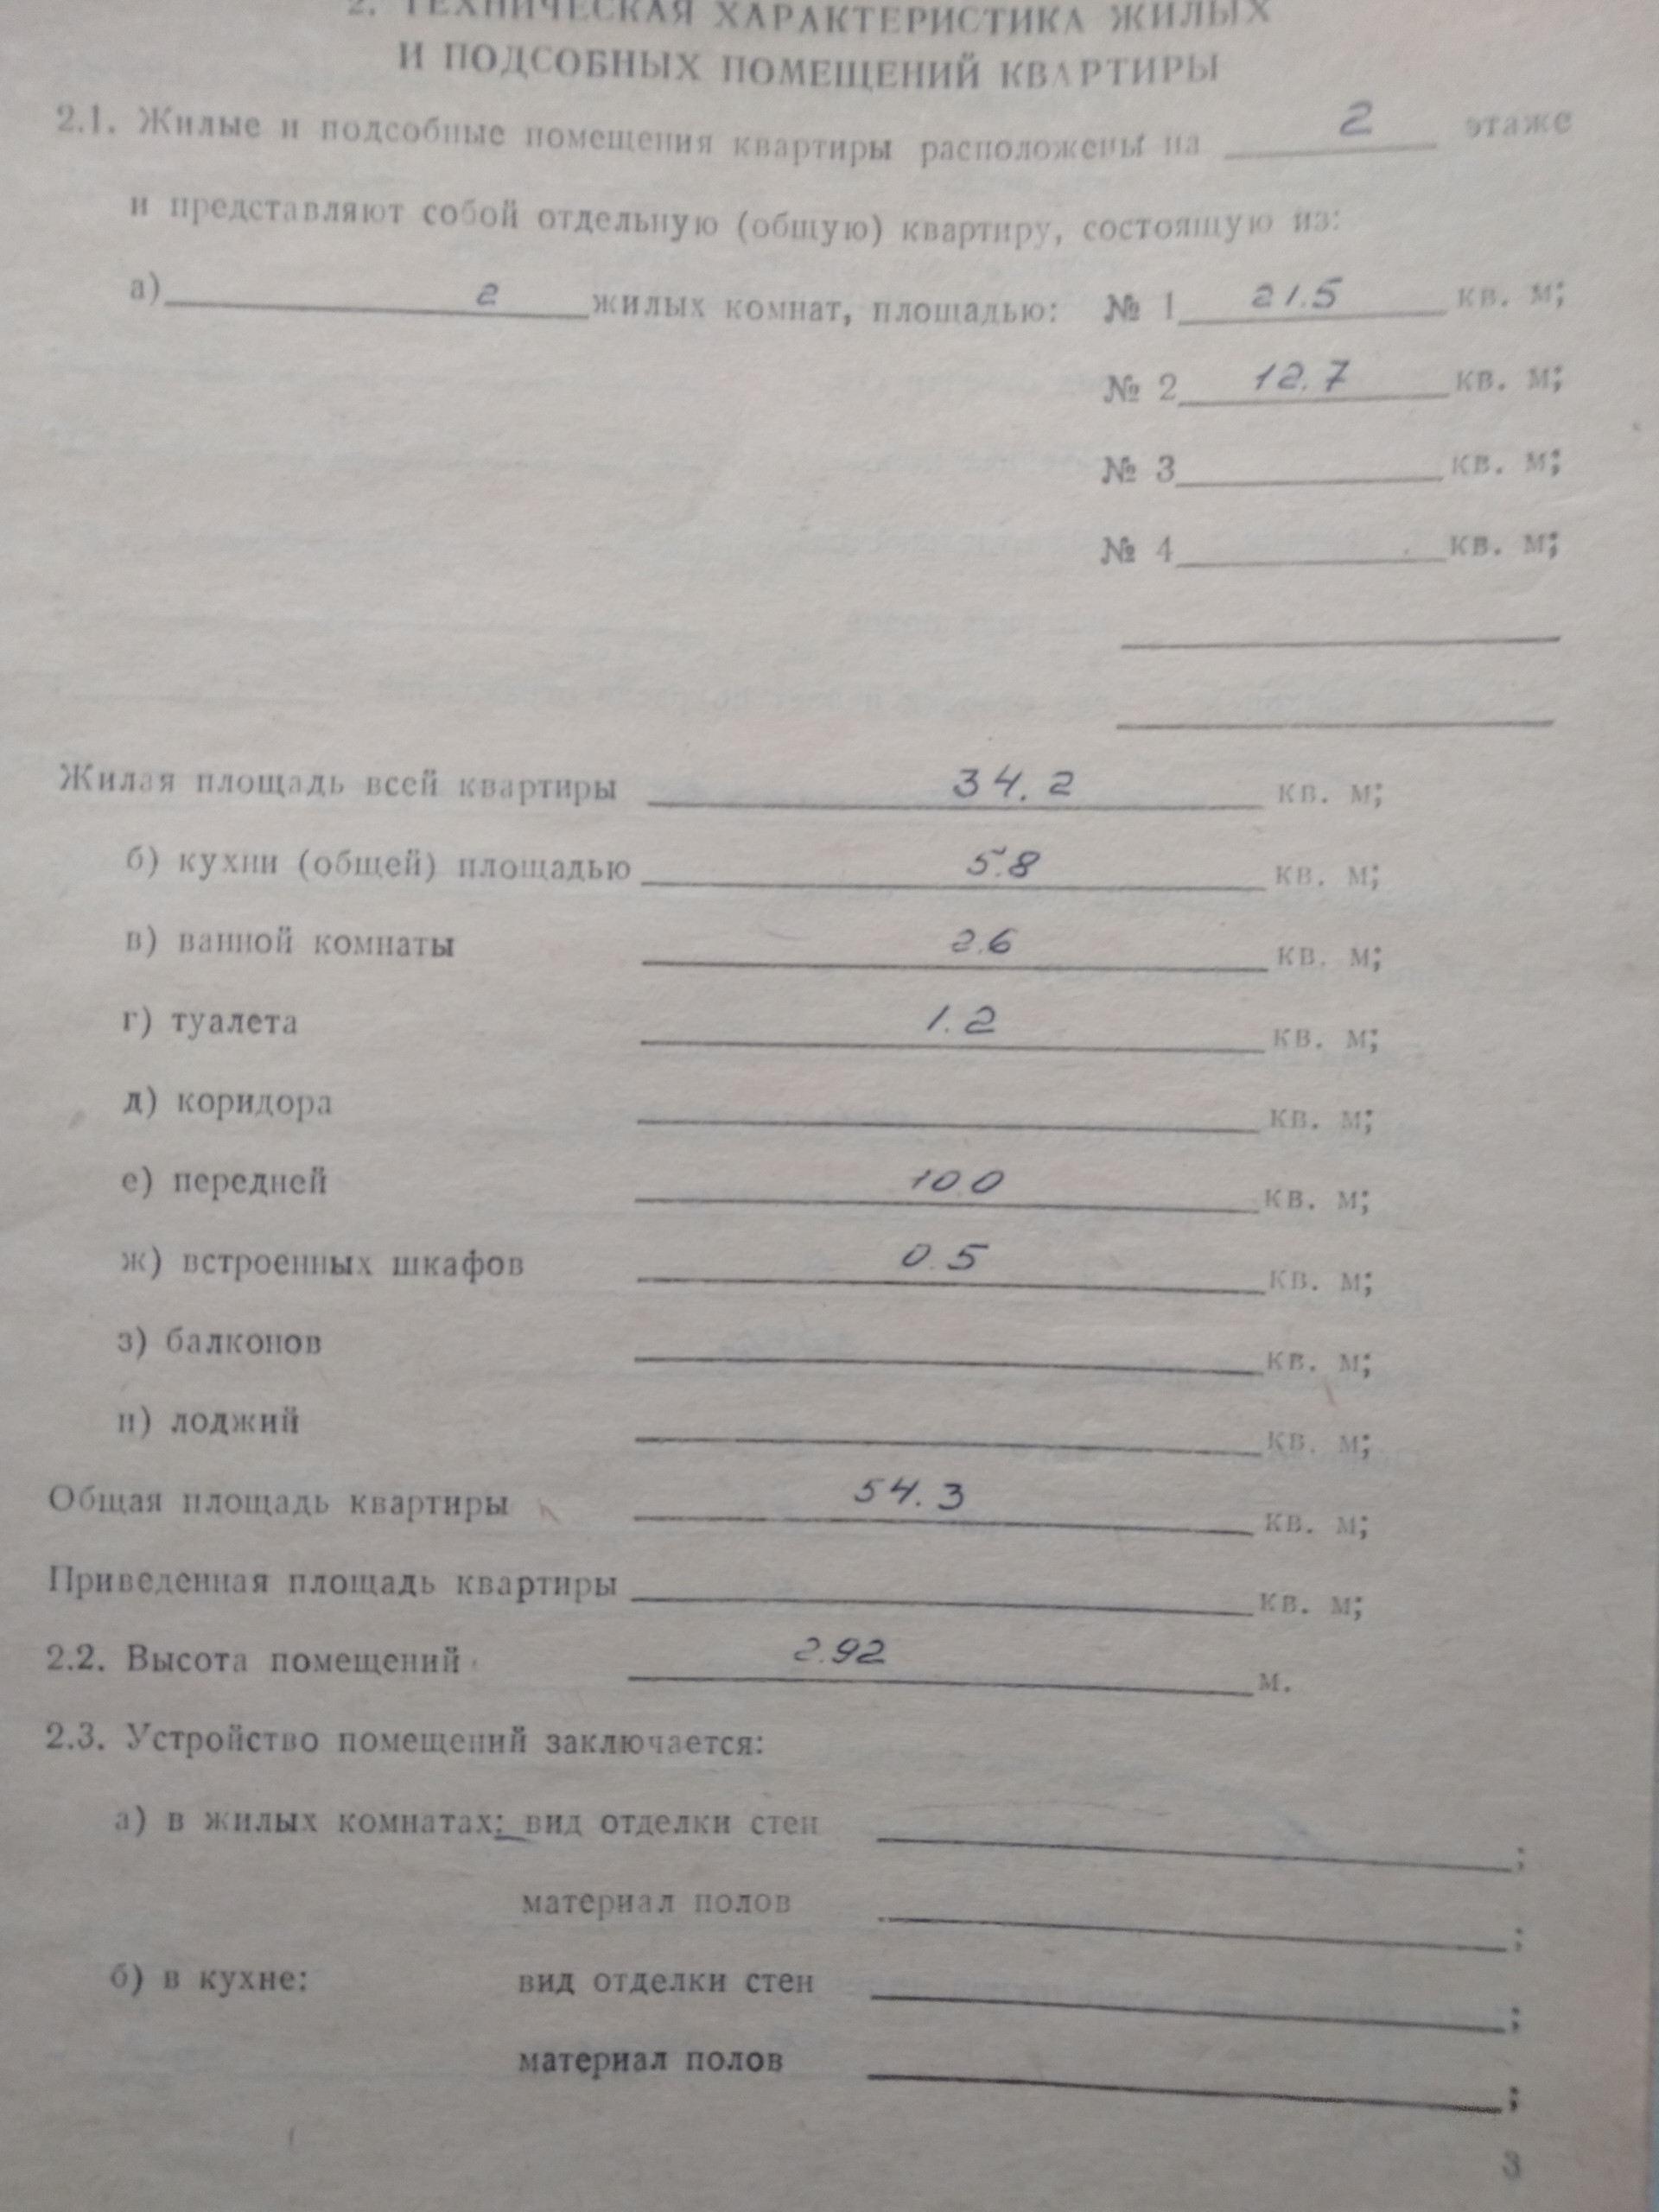 2. ТЕХНИЧЕСКАЯ ХАРАКТЕРИСТИКА ЖИЛЫХ
И ПОДСОБНЫХ ПОМЕЩЕНИЙ КВАРТИРЫ
2.1. Жилые и подсобные помещения квартиры расположены на 2 этаже
и представляют собой отдельную (общую) квартиру, состоящую из:
а) 2 жилых комнат, площадью: № 1 21.5 кв. м;
№ 2 12.7 кв. м;
№ 3 кв. м;
№ 4 кв. м;
Жилая площадь всей квартиры 34.2 кв. м;
б) кухни (общей) площадью 5.8 кв. м;
в) ванной комнаты 2.6 кв. м;
г) туалета 1.2 кв. м;
д) коридора кв. м;
е) передней 10.0 кв. м;
ж) встроенных шкафов 0.5 кв. м;
з) балконов кв. м;
и) лоджий кв. м;
Общая площадь квартиры 54.3 кв. м;
Приведенная площадь квартиры кв. м;
2.2. Высота помещений 2.92 м.
2.3. Устройство помещений заключается:
а) в жилых комнатах: вид отделки стен ;
материал полов ;
б) в кухне: вид отделки стен ;
материал полов ;
3